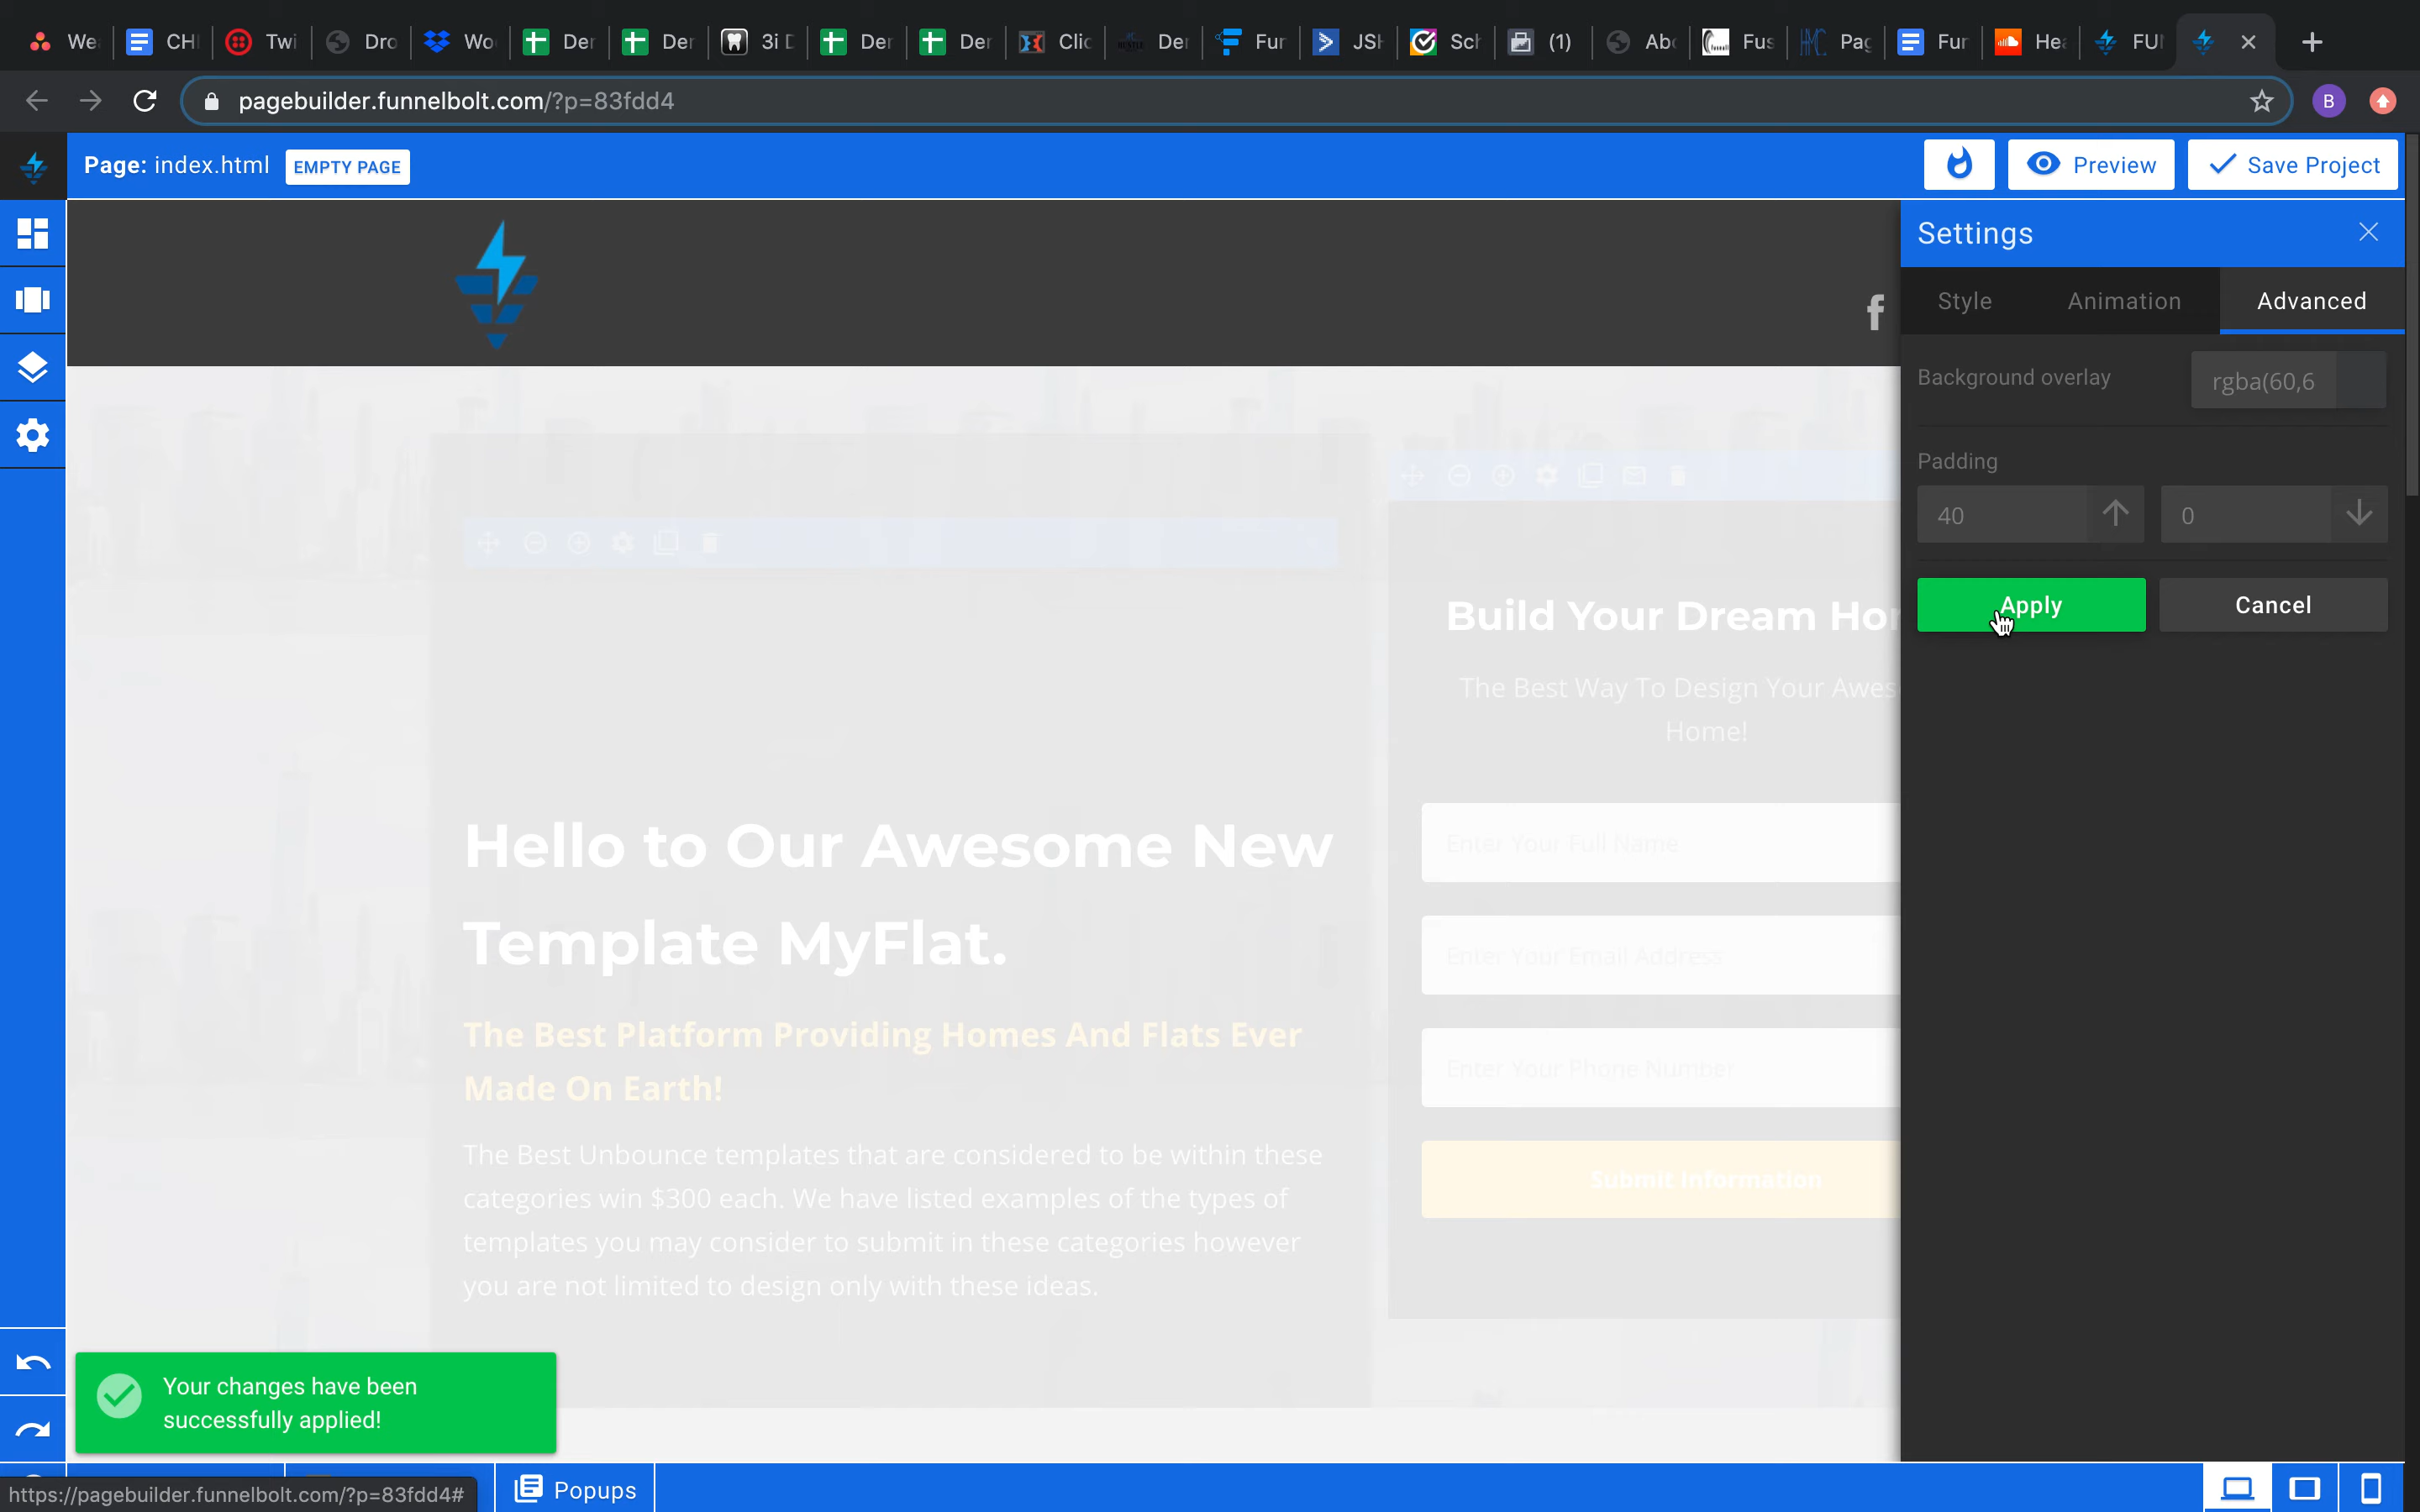 We
CH
Twi
Dro
Wo
Der
Der
3i D
Der
Der
Clic
Der
Fur
JSH
Sch
(1)
Abo
Fus
Pag
Fur
Hea
FU
pagebuilder.funnelbolt.com/?p=83fdd4
B
Page: index.html
EMPTY PAGE
Preview
Save Project
Settings
Style
Animation
Advanced
Background overlay
rgba(60,6
Padding
40
0
Apply
Cancel
Hello to Our Awesome New
Template MyFlat.
The Best Platform Providing Homes And Flats Ever
Made On Earth!
The Best Unbounce templates that are considered to be within these
categories win $300 each. We have listed examples of the types of
templates you may consider to submit in these categories however
you are not limited to design only with these ideas.
Build Your Dream Ho
The Best Way To Design Your Awes
Home!
Enter Your Full Name
Enter Your Email Address
Enter Your Phone Number
Submit Information
Your changes have been
successfully applied!
https://pagebuilder.funnelbolt.com/?p=83fdd4#
Popups